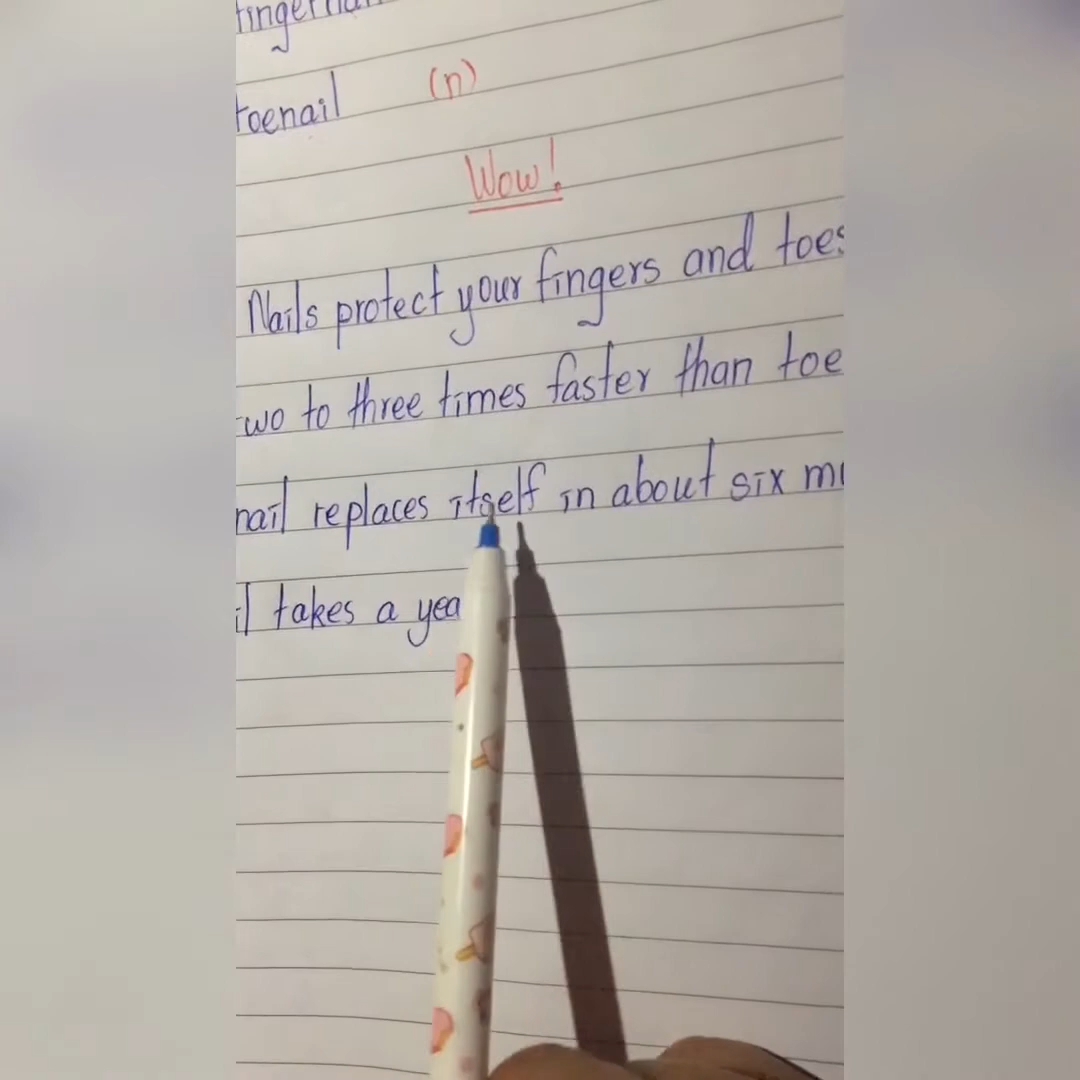 toenail (n)
Wow!
Nails protect your fingers and toes
two to three times faster than toe
nail replaces itself in about six
takes a yea